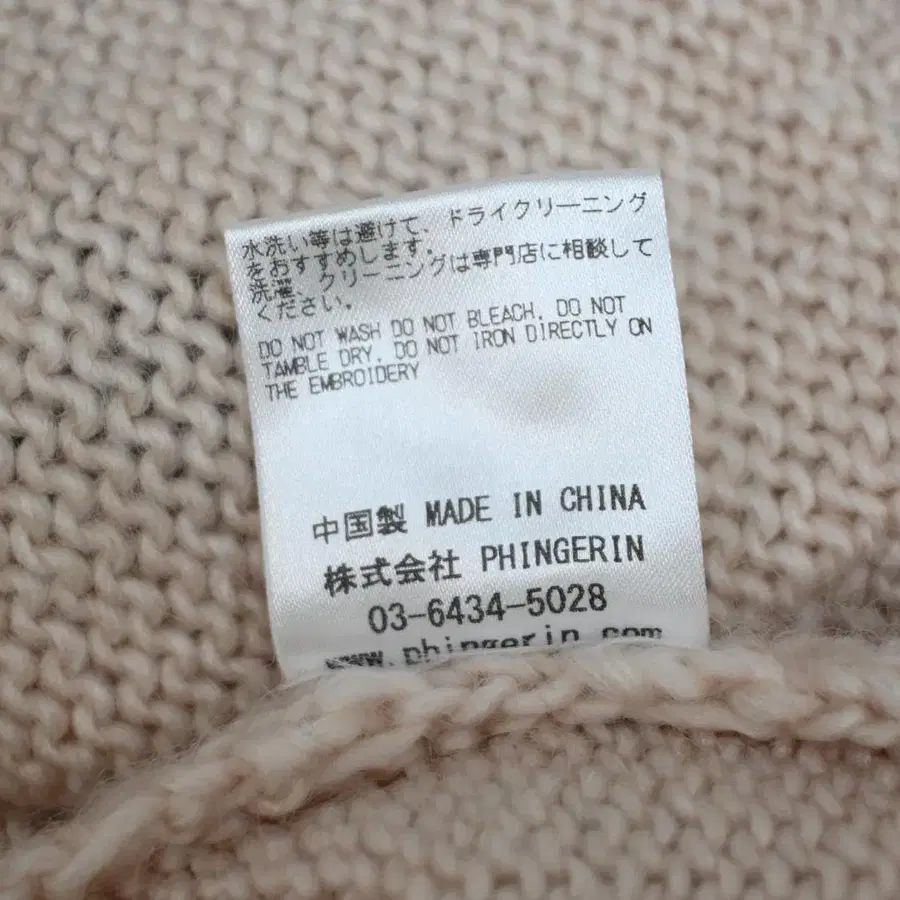 水洗い等は避けて、ドライクリーニング
をおすすめします。
洗濯、クリーニングは専門店に相談して
ください。
DO NOT WASH DO NOT BLEACH. DO NOT
TAMBLE DRY. DO NOT IRON DIRECTLY ON
THE EMBROIDERY
中国製 MADE IN CHINA
株式会社 PHINGERIN
03-6434-5028
www.phingerin.com